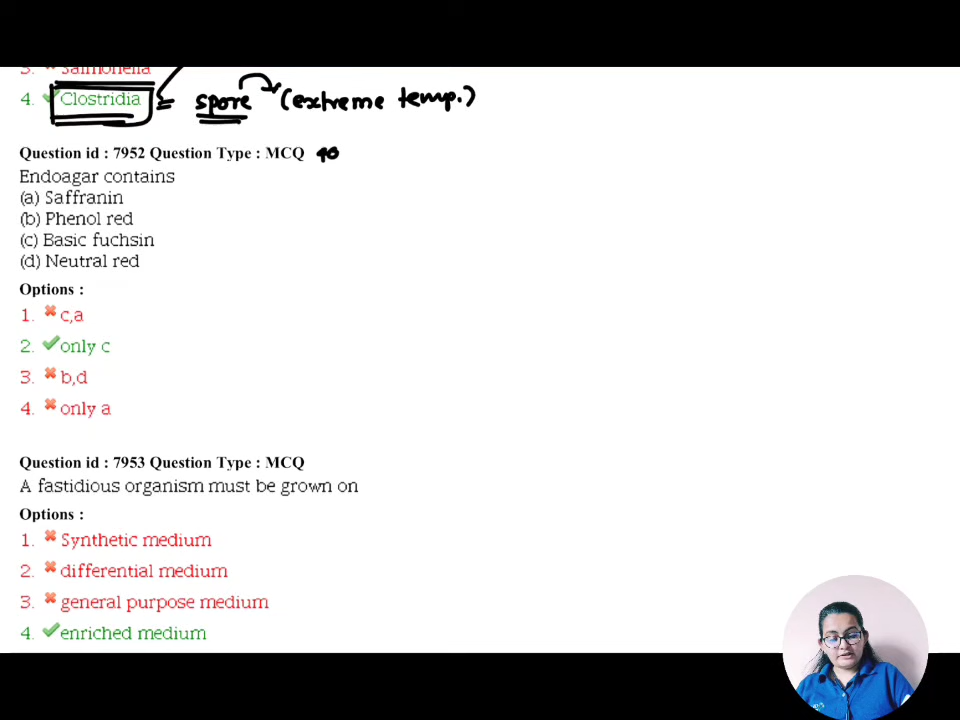 3. Salmonella
4. Clostridia = spore (extreme temp.)
Question id : 7952 Question Type : MCQ 40
Endoagar contains
(a) Saffranin
(b) Phenol red
(c) Basic fuchsin
(d) Neutral red
Options :
1. c,a
2. only c
3. b,d
4. only a
Question id : 7953 Question Type : MCQ
A fastidious organism must be grown on
Options :
1. Synthetic medium
2. differential medium
3. general purpose medium
4. enriched medium